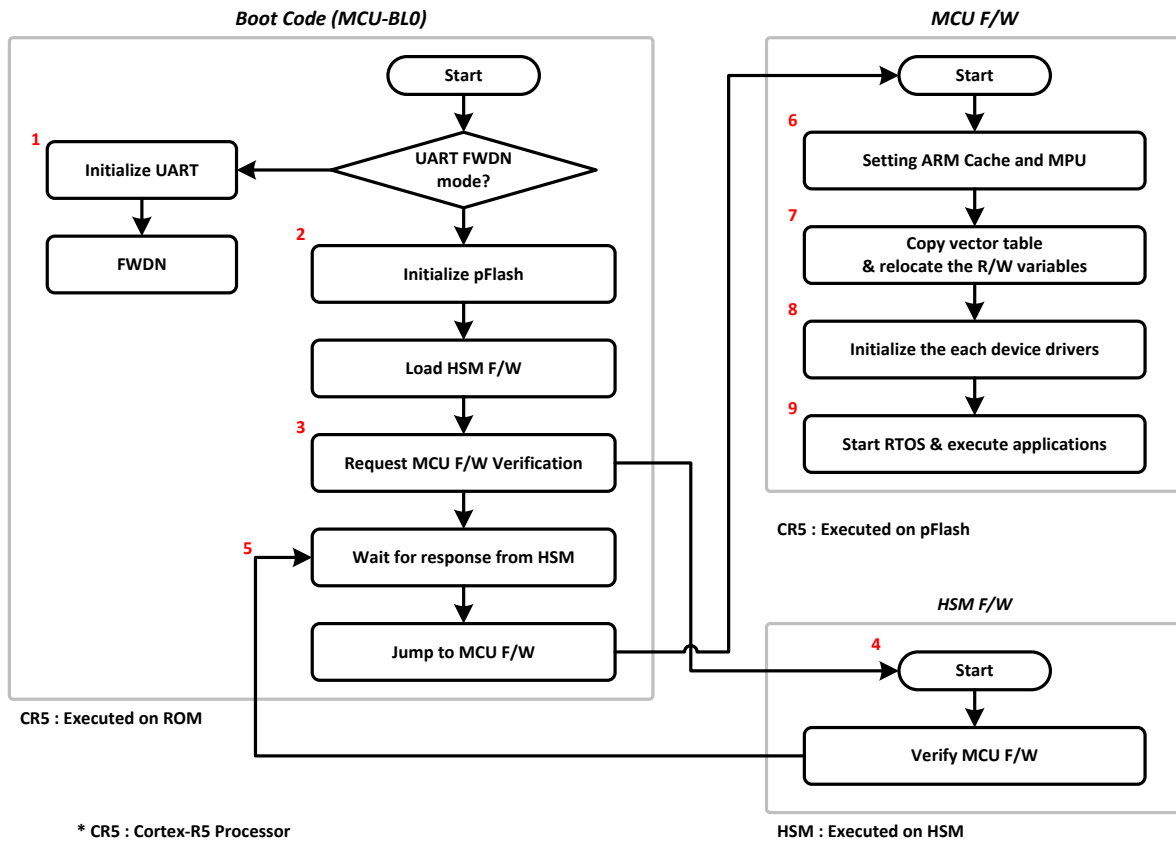 Boot Code (MCU-BL0)
Start
UART FWDN
mode?
1
Initialize UART
FWDN
2
Initialize pFlash
Load HSM F/W
3
Request MCU F/W Verification
5
Wait for response from HSM
Jump to MCU F/W
CR5 : Executed on ROM
* CR5 : Cortex-R5 Processor
MCU F/W
Start
6
Setting ARM Cache and MPU
7
Copy vector table
& relocate the R/W variables
8
Initialize the each device drivers
9
Start RTOS & execute applications
CR5 : Executed on pFlash
HSM F/W
4
Start
Verify MCU F/W
HSM : Executed on HSM